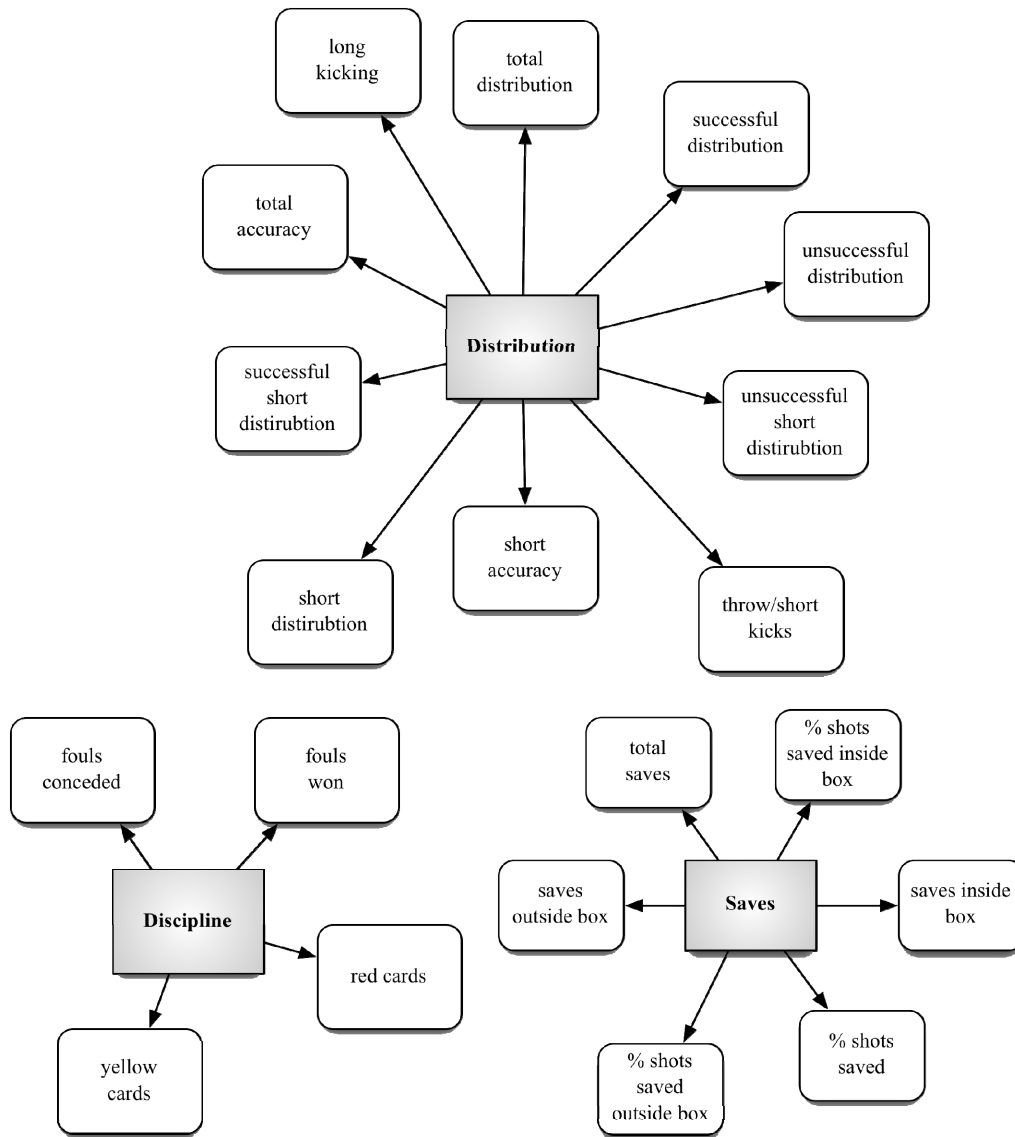 long
kicking
total
distribution
successful
distribution
total
accuracy
unsuccessful
distribution
Distribution
successful
short
distirubtion
unsuccessful
short
distirubtion
short
accuracy
short
distirubtion
throw/short
kicks
fouls
conceded
fouls
won
Discipline
red cards
yellow
cards
total
saves
% shots
saved inside
box
saves
outside box
Saves
saves inside
box
% shots
saved
outside box
% shots
saved